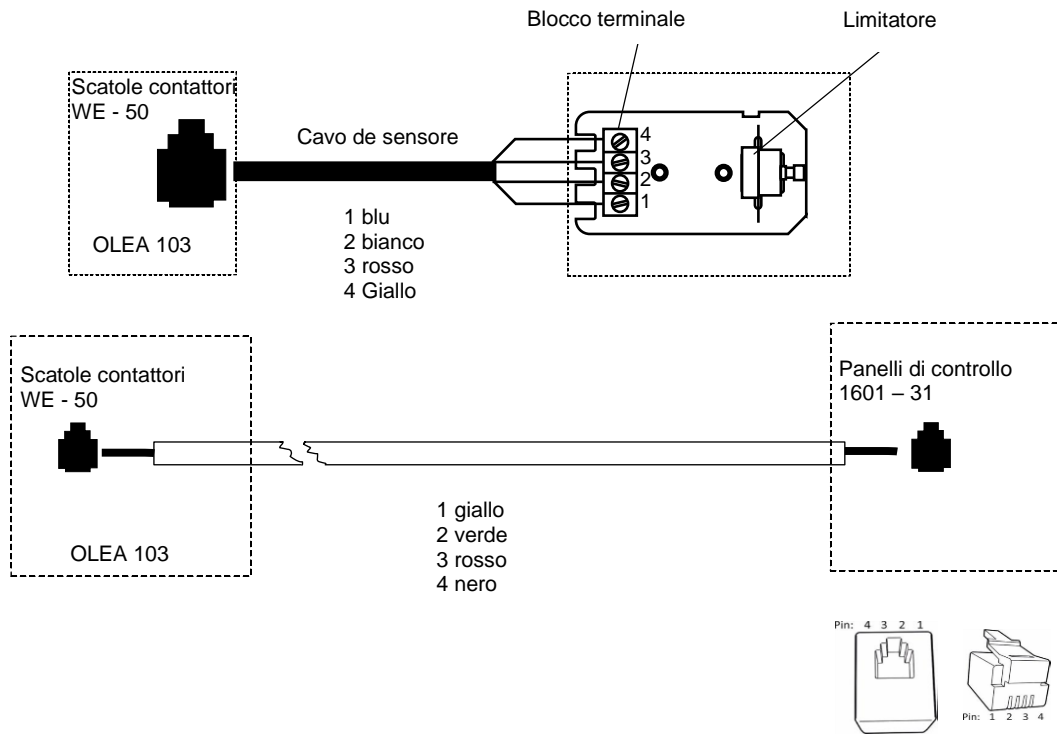 Blocco terminale
Limitatore
Scatole contattori
WE - 50
Cavo de sensore
4
3
2
1
OLEA 103
1 blu
2 bianco
3 rosso
4 Giallo
Scatole contattori
WE - 50
Panelli di controllo
1601 – 31
OLEA 103
1 giallo
2 verde
3 rosso
4 nero
Pin: 4 3 2 1
Pin: 1 2 3 4